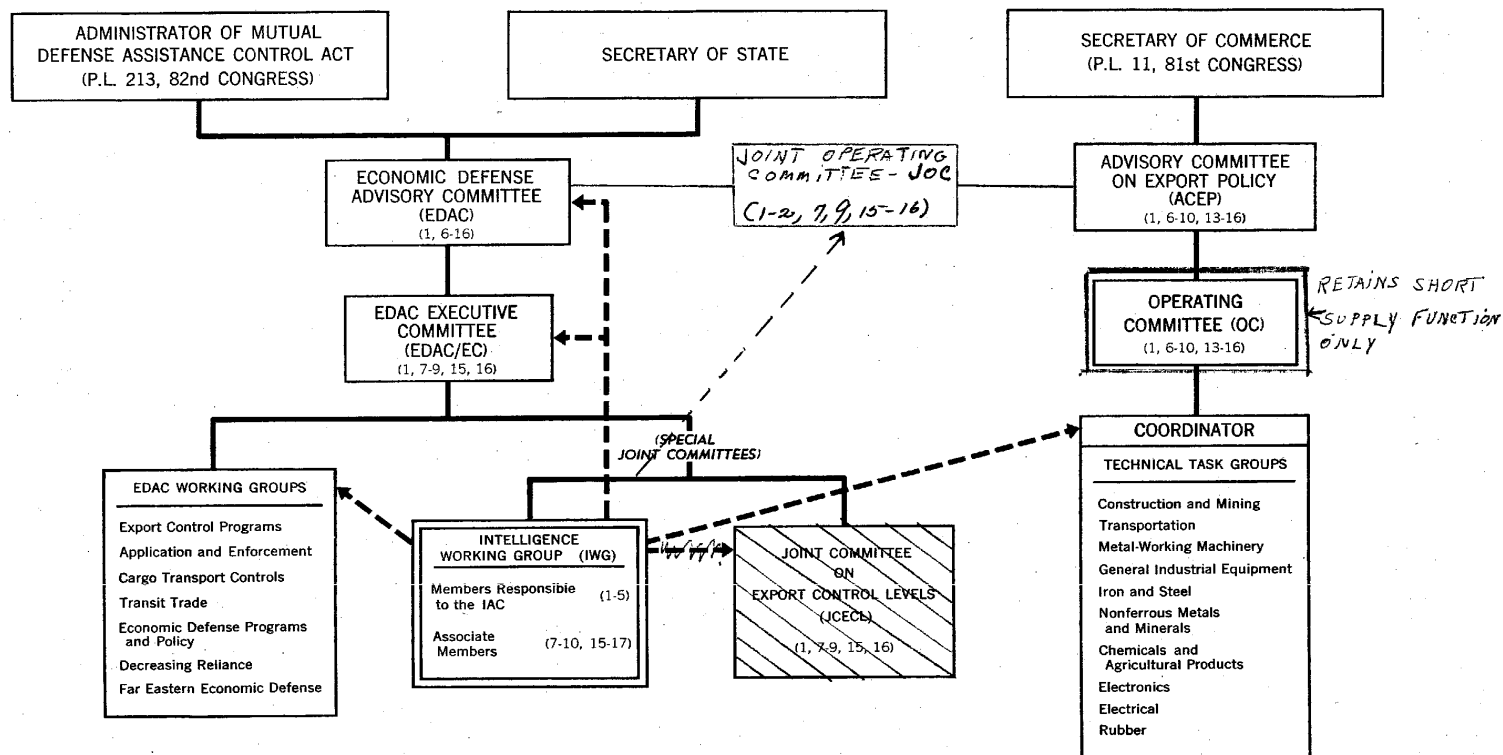 ADMINISTRATOR OF MUTUAL
DEFENSE ASSISTANCE CONTROL ACT
(P.L. 213, 82nd CONGRESS)
SECRETARY OF STATE
SECRETARY OF COMMERCE
(P.L. 11, 81st CONGRESS)
ECONOMIC DEFENSE
ADVISORY COMMITTEE
(EDAC)
(1, 6-16)
JOINT OPERATING
COMMITTEE - JOC
(1-2, 7, 9, 15-16)
ADVISORY COMMITTEE
ON EXPORT POLICY
(ACEP)
(1, 6-10, 13-16)
EDAC EXECUTIVE
COMMITTEE
(EDAC/EC)
(1, 7-9, 15, 16)
OPERATING
COMMITTEE (OC)
(1, 6-10, 13-16)
RETAINS SHORT
SUPPLY FUNCTION
ONLY
(SPECIAL
JOINT COMMITTEES)
EDAC WORKING GROUPS
Export Control Programs
Application and Enforcement
Cargo Transport Controls
Transit Trade
Economic Defense Programs
and Policy
Decreasing Reliance
Far Eastern Economic Defense
INTELLIGENCE
WORKING GROUP (IWG)
Members Responsible
to the IAC (1-5)
Associate
Members (7-10, 15-17)
JOINT COMMITTEE
ON
EXPORT CONTROL LEVELS
(JCECL)
(1, 7-9, 15, 16)
COORDINATOR
TECHNICAL TASK GROUPS
Construction and Mining
Transportation
Metal-Working Machinery
General Industrial Equipment
Iron and Steel
Nonferrous Metals
and Minerals
Chemicals and
Agricultural Products
Electronics
Electrical
Rubber